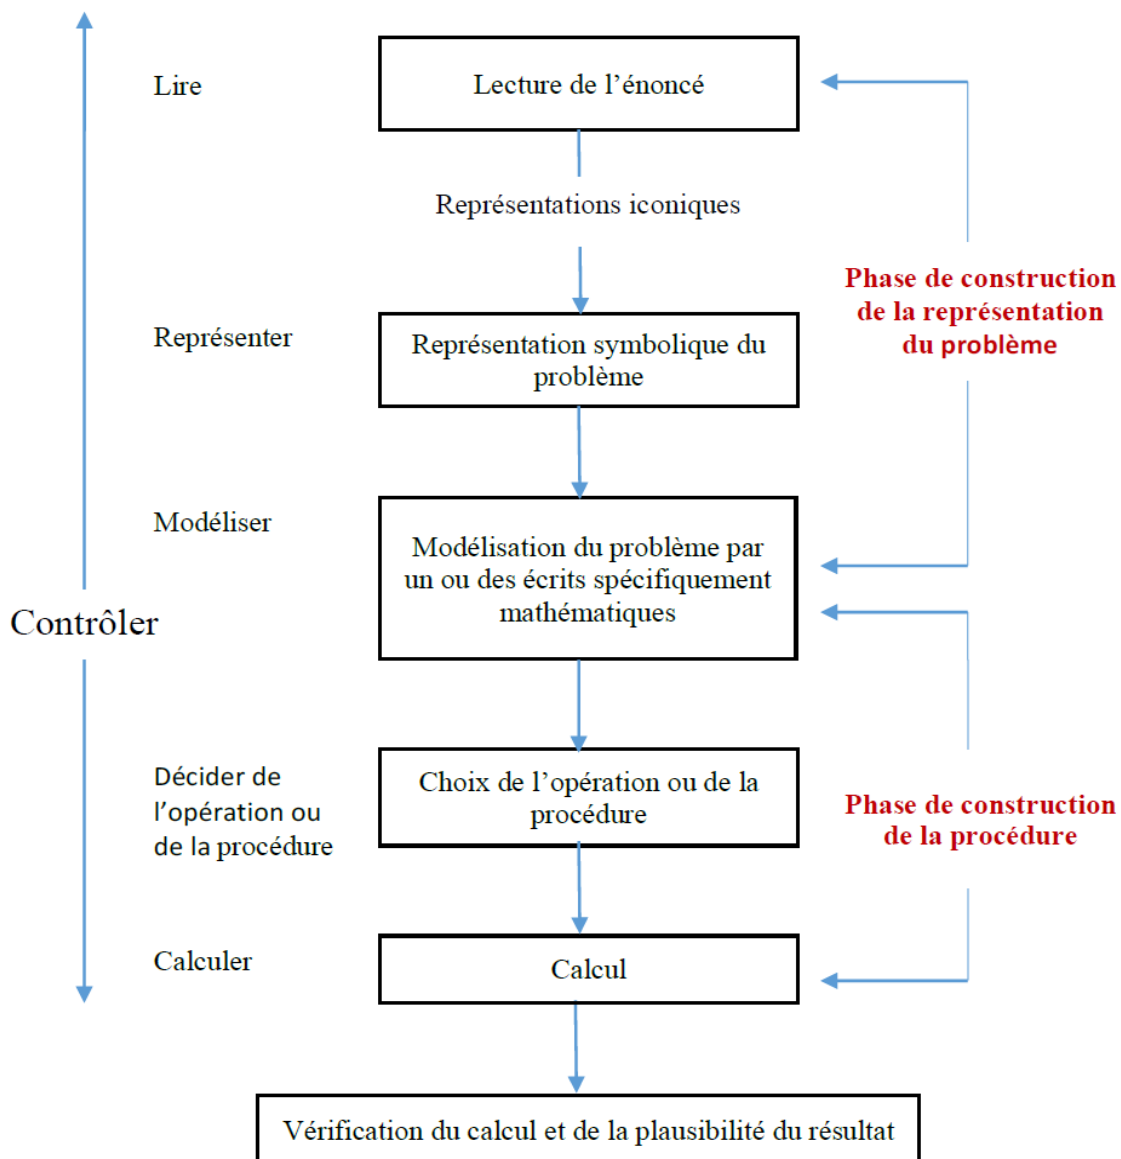 Lire
Lecture de l’énoncé
Représentations iconiques
Phase de construction
de la représentation
du problème
Représenter
Représentation symbolique du
problème
Modéliser
Modélisation du problème par
un ou des écrits spécifiquement
mathématiques
Contrôler
Décider de
l’opération ou
de la procédure
Choix de l’opération ou de la
procédure
Phase de construction
de la procédure
Calculer
Calcul
Vérification du calcul et de la plausibilité du résultat